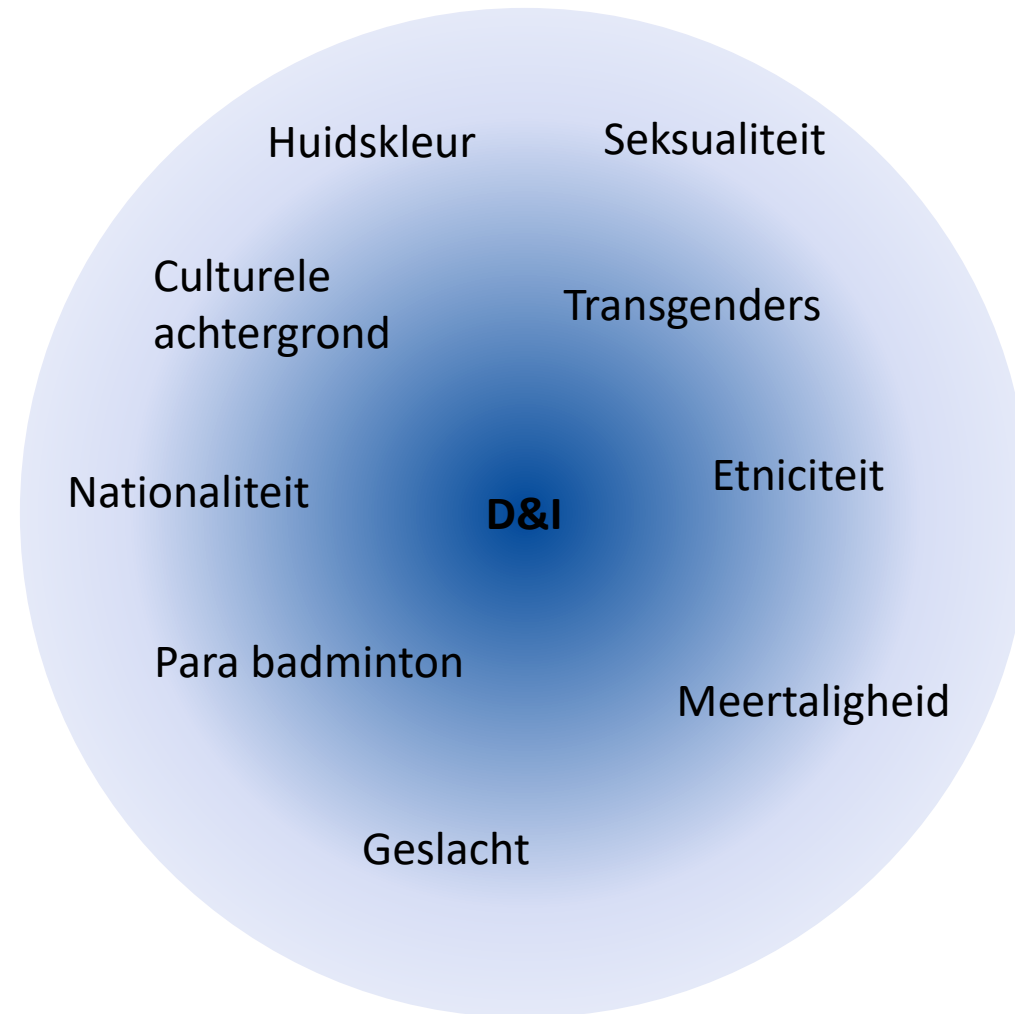 Huidskleur
Seksualiteit
Culturele
achtergrond
Transgenders
Nationaliteit
Etniciteit
D&I
Para badminton
Meertaligheid
Geslacht